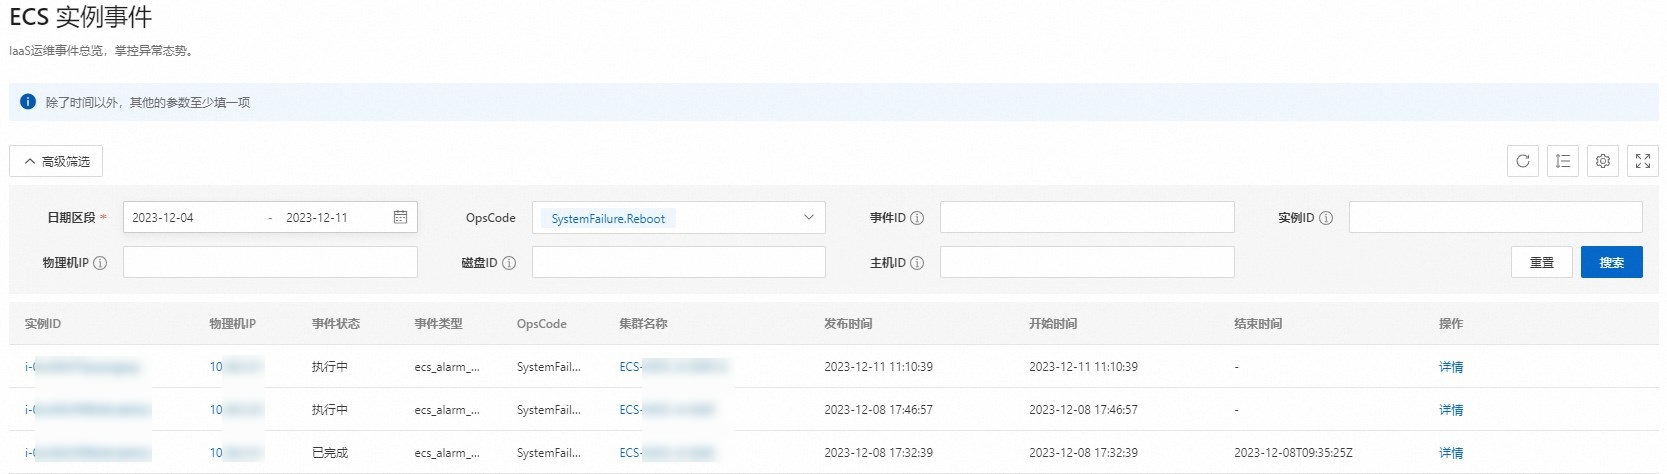 ECS 实例事件
IaaS运维事件总览，掌控异常态势。
除了时间以外，其他的参数至少填一项
高级筛选
日期区段 * 2023-12-04 - 2023-12-11 OpsCode SystemFailure.Reboot 事件ID 实例ID
物理机IP 磁盘ID 主机ID 重置 搜索
实例ID 物理机IP 事件状态 事件类型 OpsCode 集群名称 发布时间 开始时间 结束时间 操作
i- 10 执行中 ecs_alarm_... SystemFail... ECS- 2023-12-11 11:10:39 2023-12-11 11:10:39 - 详情
i- 10 执行中 ecs_alarm_... SystemFail... ECS- 2023-12-08 17:46:57 2023-12-08 17:46:57 - 详情
i- 10 已完成 ecs_alarm_... SystemFail... ECS- 2023-12-08 17:32:39 2023-12-08 17:32:39 2023-12-08T09:35:25Z 详情